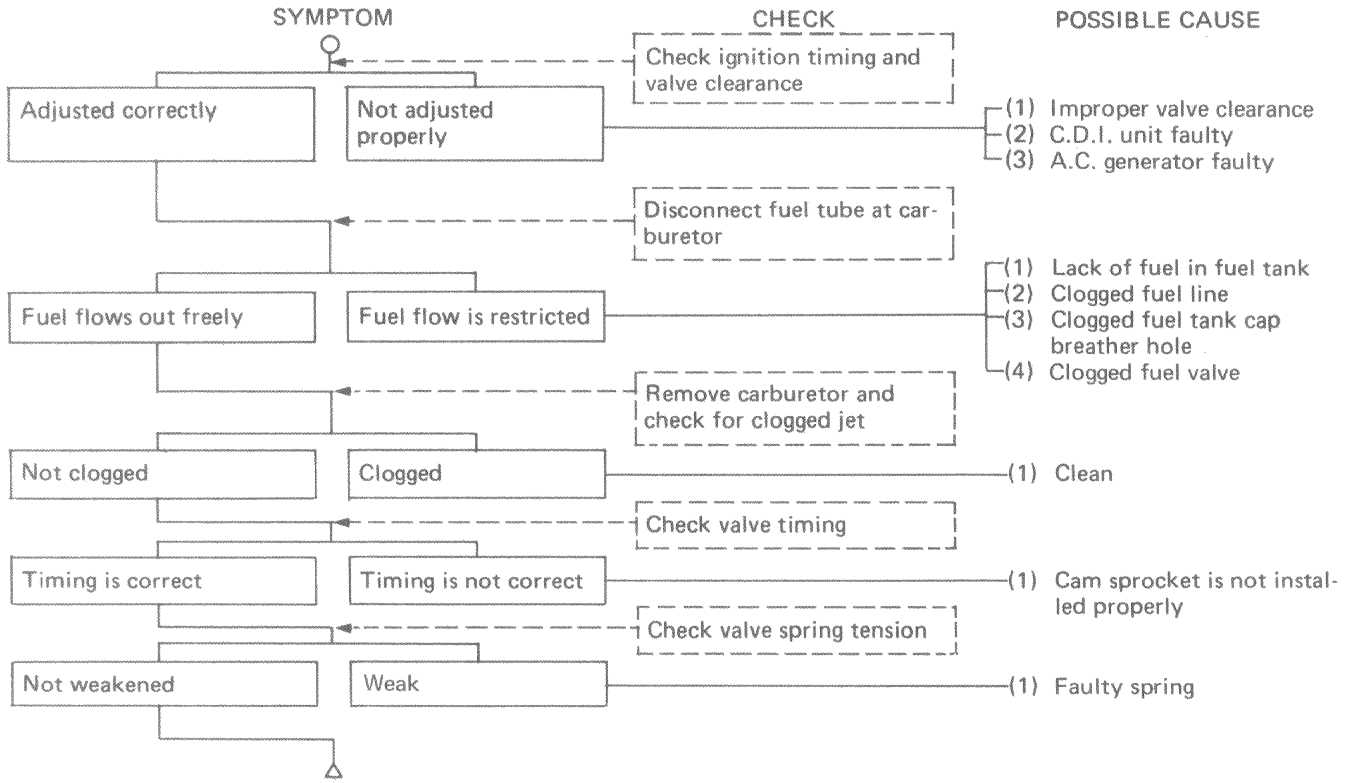 SYMPTOM
CHECK
POSSIBLE CAUSE
Check ignition timing and
valve clearance
Adjusted correctly
Not adjusted
properly
(1) Improper valve clearance
(2) C.D.I. unit faulty
(3) A.C. generator faulty
Disconnect fuel tube at car-
buretor
Fuel flows out freely
Fuel flow is restricted
(1) Lack of fuel in fuel tank
(2) Clogged fuel line
(3) Clogged fuel tank cap
breather hole
(4) Clogged fuel valve
Remove carburetor and
check for clogged jet
Not clogged
Clogged
(1) Clean
Check valve timing
Timing is correct
Timing is not correct
(1) Cam sprocket is not instal-
led properly
Check valve spring tension
Not weakened
Weak
(1) Faulty spring